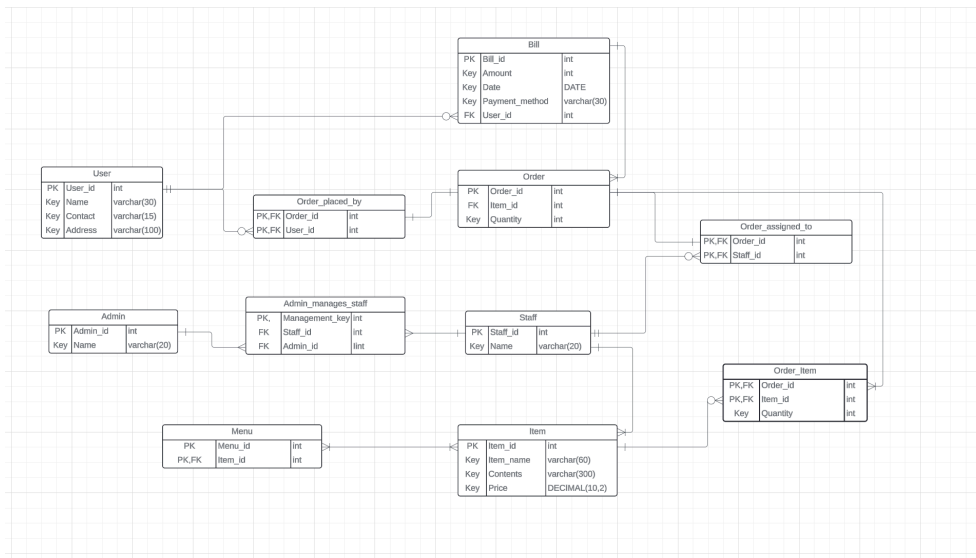 Bill
PK Bill_id int
Key Amount int
Key Date DATE
Key Payment_method varchar(30)
FK User_id int
User
PK User_id int
Key Name varchar(30)
Key Contact varchar(15)
Key Address varchar(100)
Order_placed_by
PK,FK Order_id int
PK,FK User_id int
Order
PK Order_id int
FK Item_id int
Key Quantity int
Order_assigned_to
PK,FK Order_id int
PK,FK Staff_id int
Admin
PK Admin_id int
Key Name varchar(20)
Admin_manages_staff
PK, Management_key int
FK Staff_id int
FK Admin_id Iint
Staff
PK Staff_id int
Key Name varchar(20)
Order_Item
PK,FK Order_id int
PK,FK Item_id int
Key Quantity int
Menu
PK Menu_id int
PK,FK Item_id int
Item
PK Item_id int
Key Item_name varchar(60)
Key Contents varchar(300)
Key Price DECIMAL(10,2)